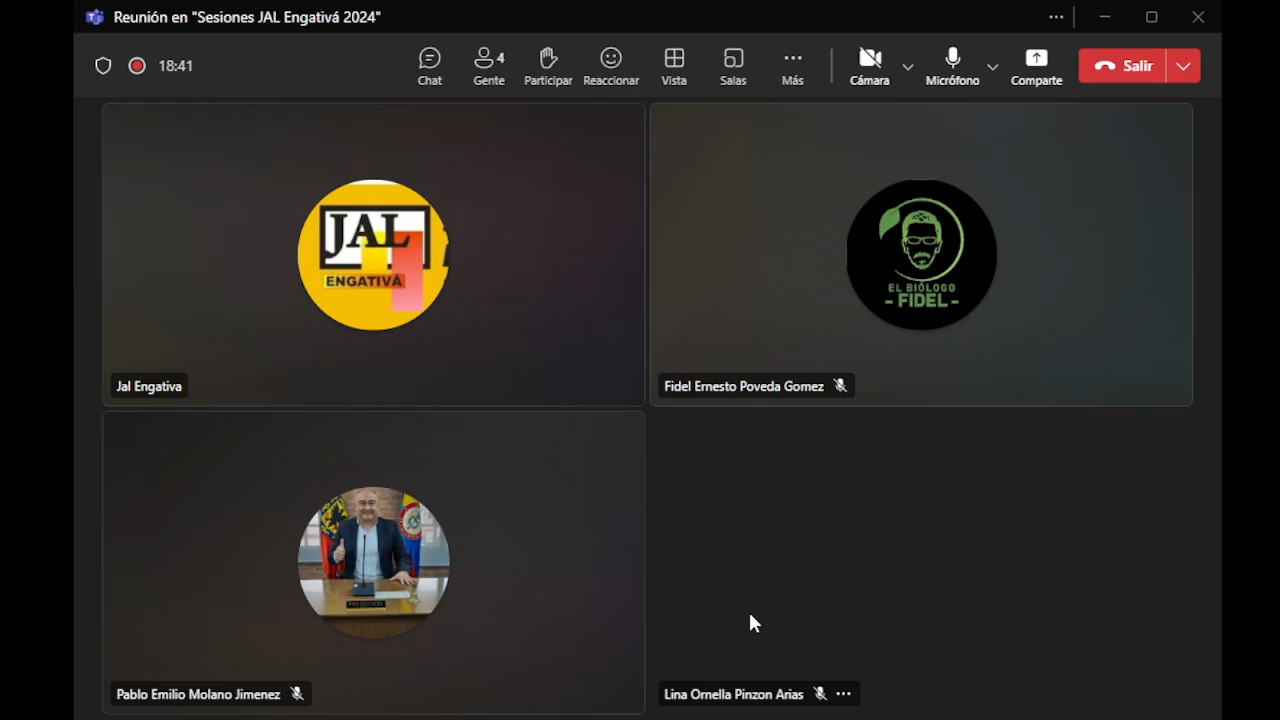 Reunión en "Sesiones JAL Engativá 2024"
18:41
Chat
Gente
4
Participar
Reaccionar
Vista
Salas
Más
Cámara
Micrófono
Comparte
Salir
JAL
ENGATIVÁ
EL BIÓLOGO
- FIDEL -
Jal Engativa
Fidel Ernesto Poveda Gomez
PRESIDENCIA
Pablo Emilio Molano Jimenez
Lina Ornella Pinzon Arias